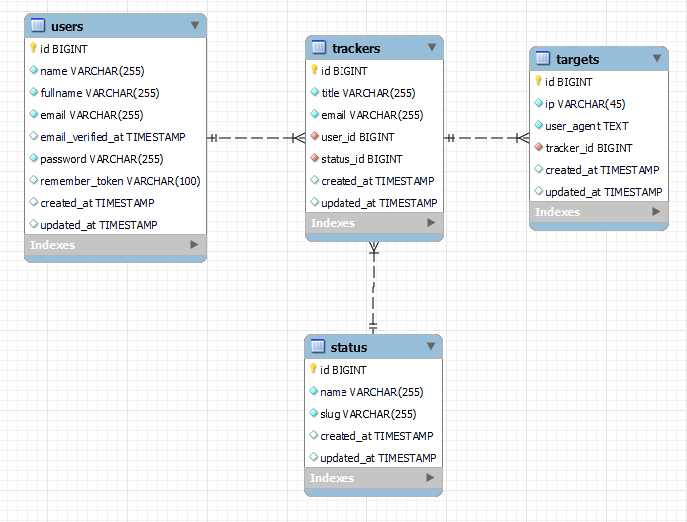 users
id BIGINT
name VARCHAR(255)
fullname VARCHAR(255)
email VARCHAR(255)
email_verified_at TIMESTAMP
password VARCHAR(255)
remember_token VARCHAR(100)
created_at TIMESTAMP
updated_at TIMESTAMP
Indexes
trackers
id BIGINT
title VARCHAR(255)
email VARCHAR(255)
user_id BIGINT
status_id BIGINT
created_at TIMESTAMP
updated_at TIMESTAMP
Indexes
targets
id BIGINT
ip VARCHAR(45)
user_agent TEXT
tracker_id BIGINT
created_at TIMESTAMP
updated_at TIMESTAMP
Indexes
status
id BIGINT
name VARCHAR(255)
slug VARCHAR(255)
created_at TIMESTAMP
updated_at TIMESTAMP
Indexes